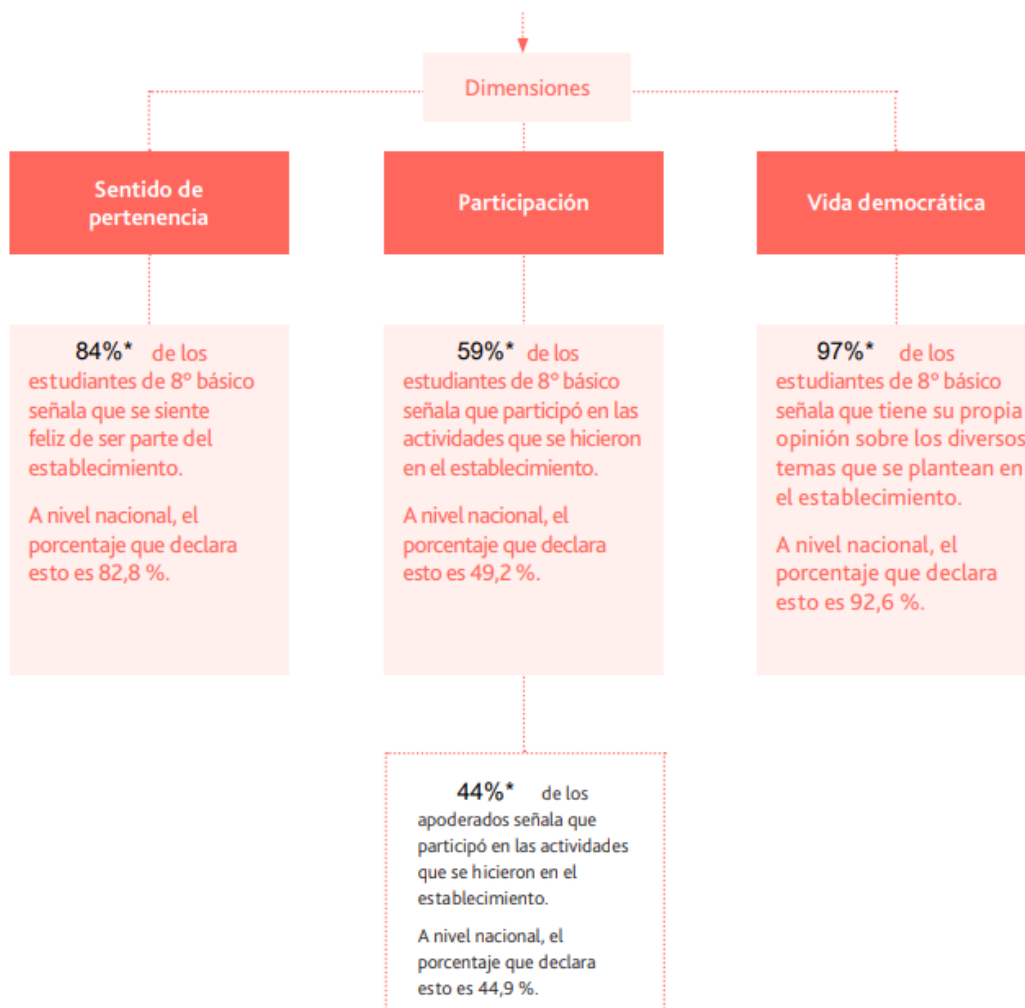 Dimensiones
Sentido de
pertenencia
84%* de los
estudiantes de 8° básico
señala que se siente
feliz de ser parte del
establecimiento.
A nivel nacional, el
porcentaje que declara
esto es 82,8 %.
Participación
59%* de los
estudiantes de 8° básico
señala que participó en las
actividades que se hicieron
en el establecimiento.
A nivel nacional, el
porcentaje que declara
esto es 49,2 %.
44%* de los
apoderados señala que
participó en las actividades
que se hicieron en el
establecimiento.
A nivel nacional, el
porcentaje que declara
esto es 44,9 %.
Vida democrática
97%* de los
estudiantes de 8° básico
señala que tiene su propia
opinión sobre los diversos
temas que se plantean en
el establecimiento.
A nivel nacional, el
porcentaje que declara
esto es 92,6 %.